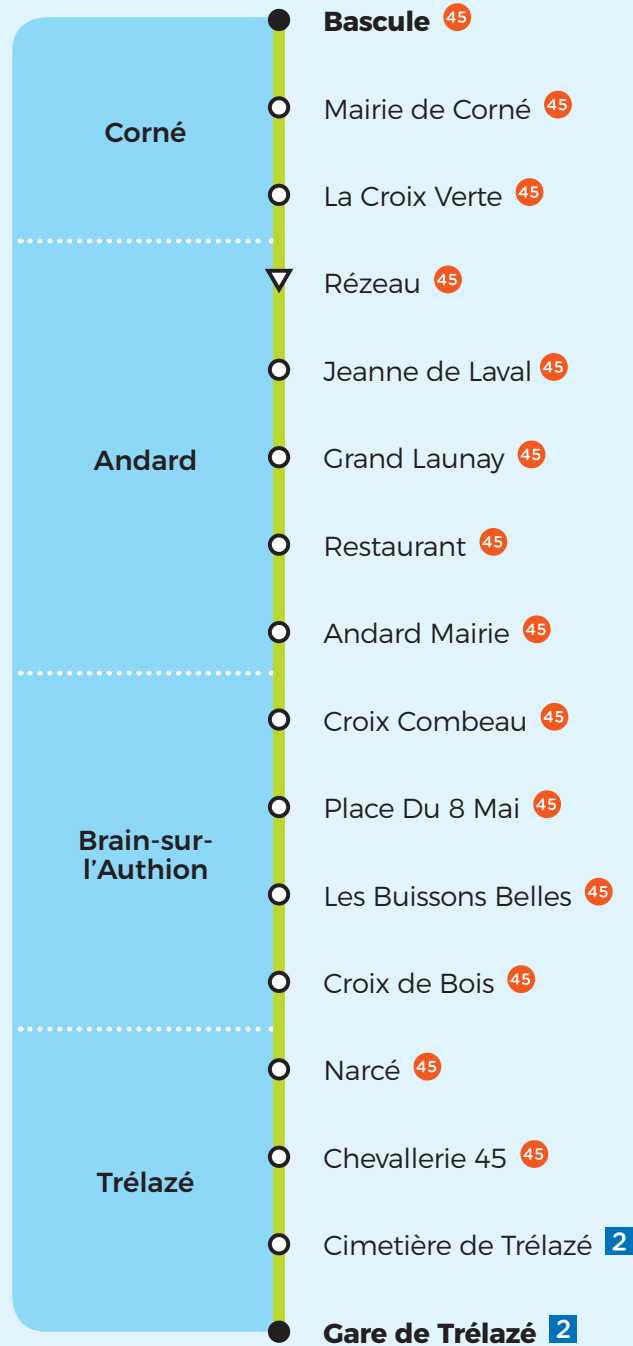 Bascule 45
Corné
Mairie de Corné 45
La Croix Verte 45
Rézeau 45
Jeanne de Laval 45
Andard
Grand Launay 45
Restaurant 45
Andard Mairie 45
Croix Combeau 45
Place Du 8 Mai 45
Brain-sur-
l'Authion
Les Buissons Belles 45
Croix de Bois 45
Narcé 45
Chevallerie 45 45
Trélazé
Cimetière de Trélazé 2
Gare de Trélazé 2